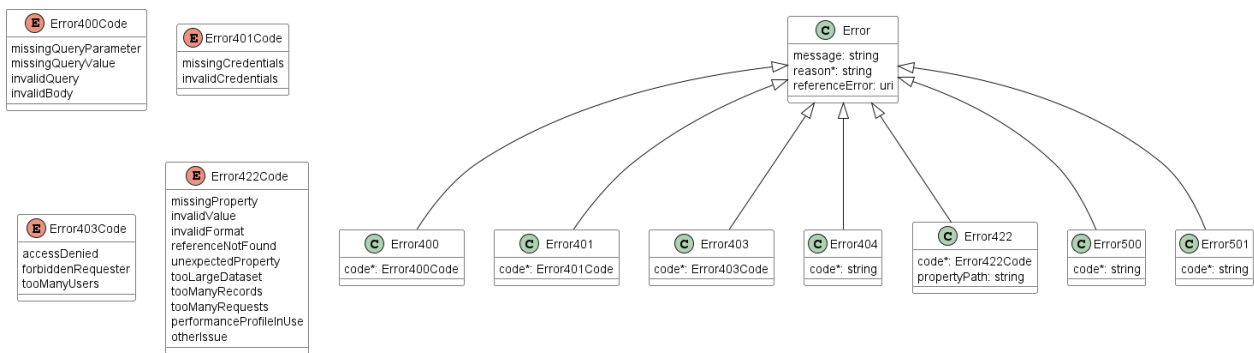 E Error400Code
missingQueryParameter
missingQueryValue
invalidQuery
invalidBody
E Error401Code
missingCredentials
invalidCredentials
C Error
message: string
reason*: string
referenceError: uri
E Error403Code
accessDenied
forbiddenRequester
tooManyUsers
E Error422Code
missingProperty
invalidValue
invalidFormat
referenceNotFound
unexpectedProperty
tooLargeDataset
tooManyRecords
tooManyRequests
performanceProfileInUse
otherIssue
C Error400
code*: Error400Code
C Error401
code*: Error401Code
C Error403
code*: Error403Code
C Error404
code*: string
C Error422
code*: Error422Code
propertyPath: string
C Error500
code*: string
C Error501
code*: string